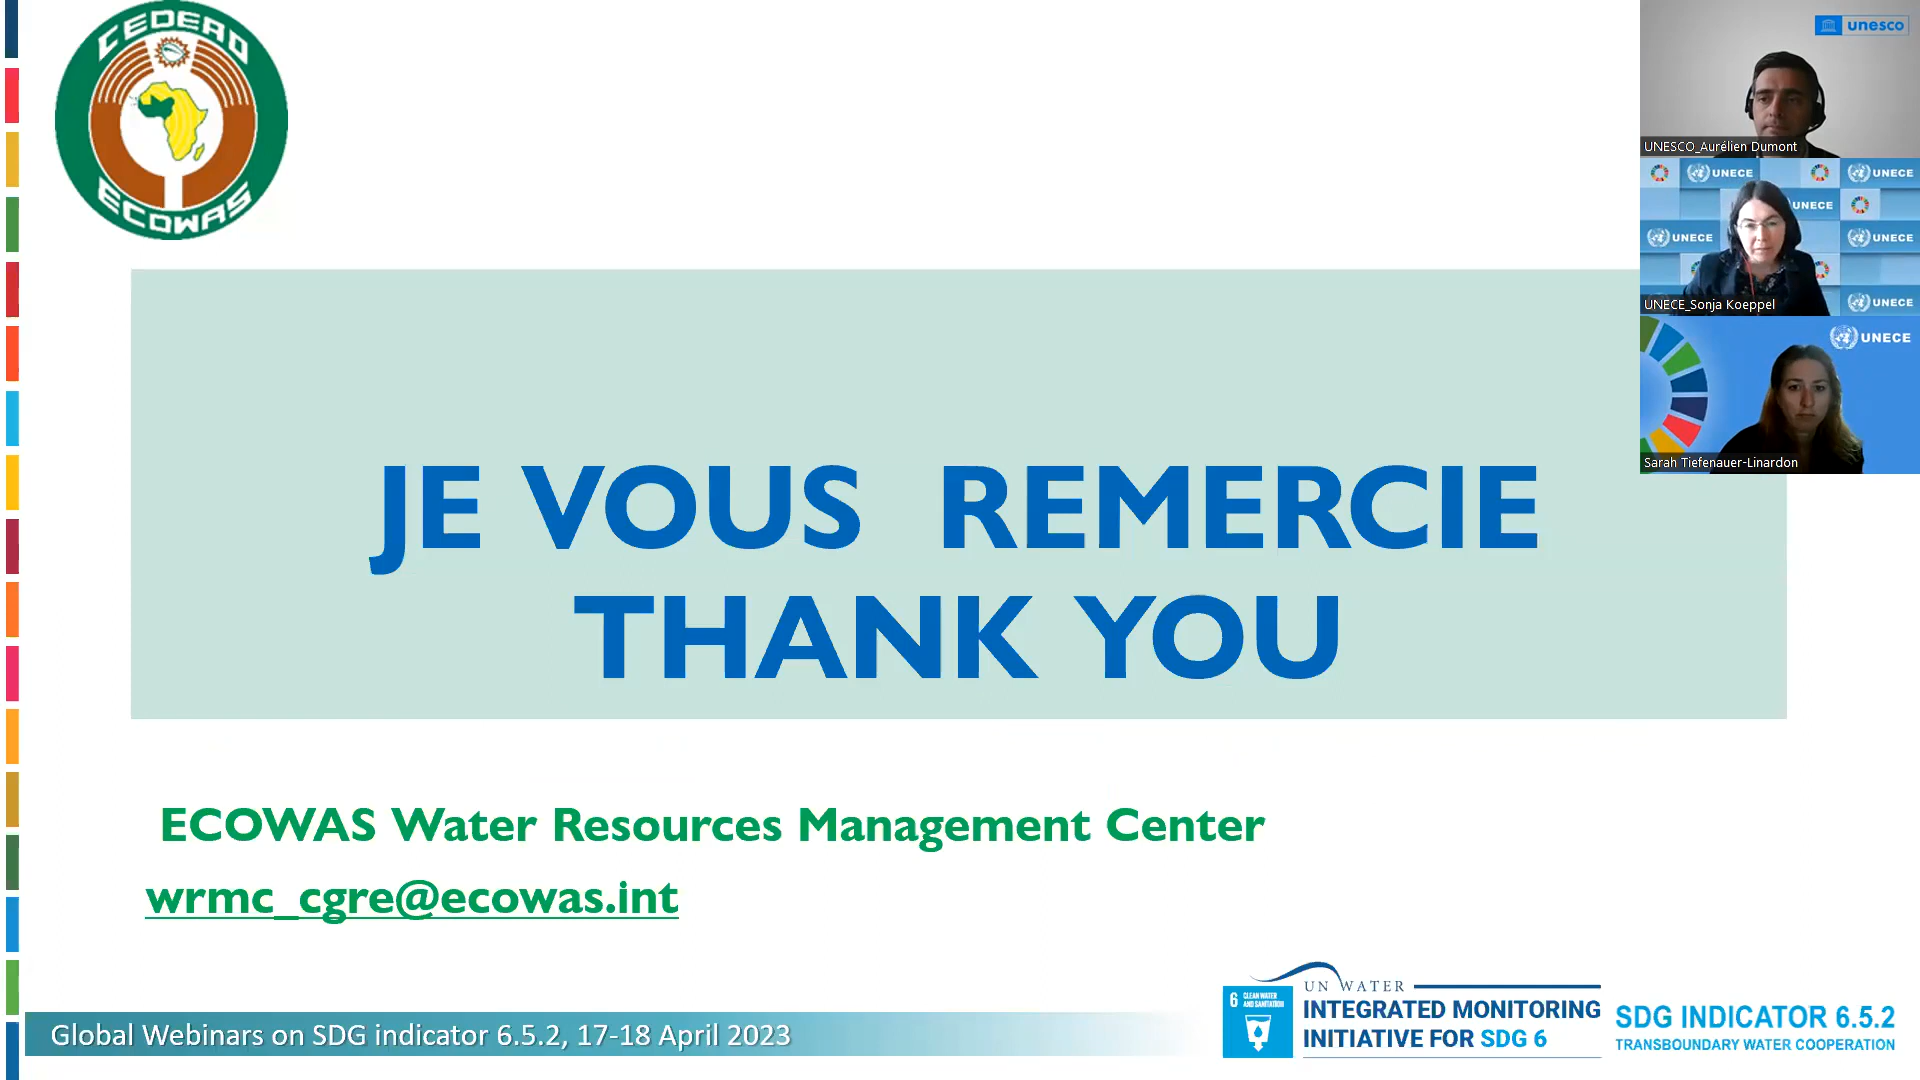 CEDEAO
ECOWAS
JE VOUS  REMERCIE
THANK YOU
ECOWAS Water Resources Management Center
wrmc_cgre@ecowas.int
Global Webinars on SDG indicator 6.5.2, 17-18 April 2023
6 CLEAN WATER
AND SANITATION
UN WATER
INTEGRATED MONITORING
INITIATIVE FOR SDG 6
SDG INDICATOR 6.5.2
TRANSBOUNDARY WATER COOPERATION
unesco
UNESCO_Aurélien Dumont
UNECE UNECE
UNECE
UNECE UNECE
UNECE
UNECE_Sonja Koeppel
UNECE
Sarah Tiefenauer-Linardon